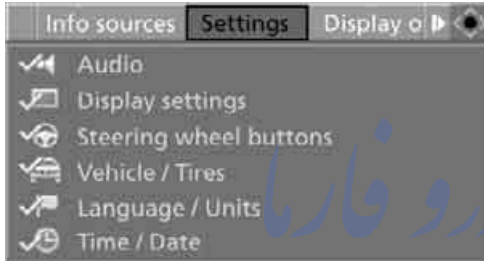 Info sources Settings Display o
Audio
Display settings
Steering wheel buttons
Vehicle / Tires
Language / Units
Time / Date